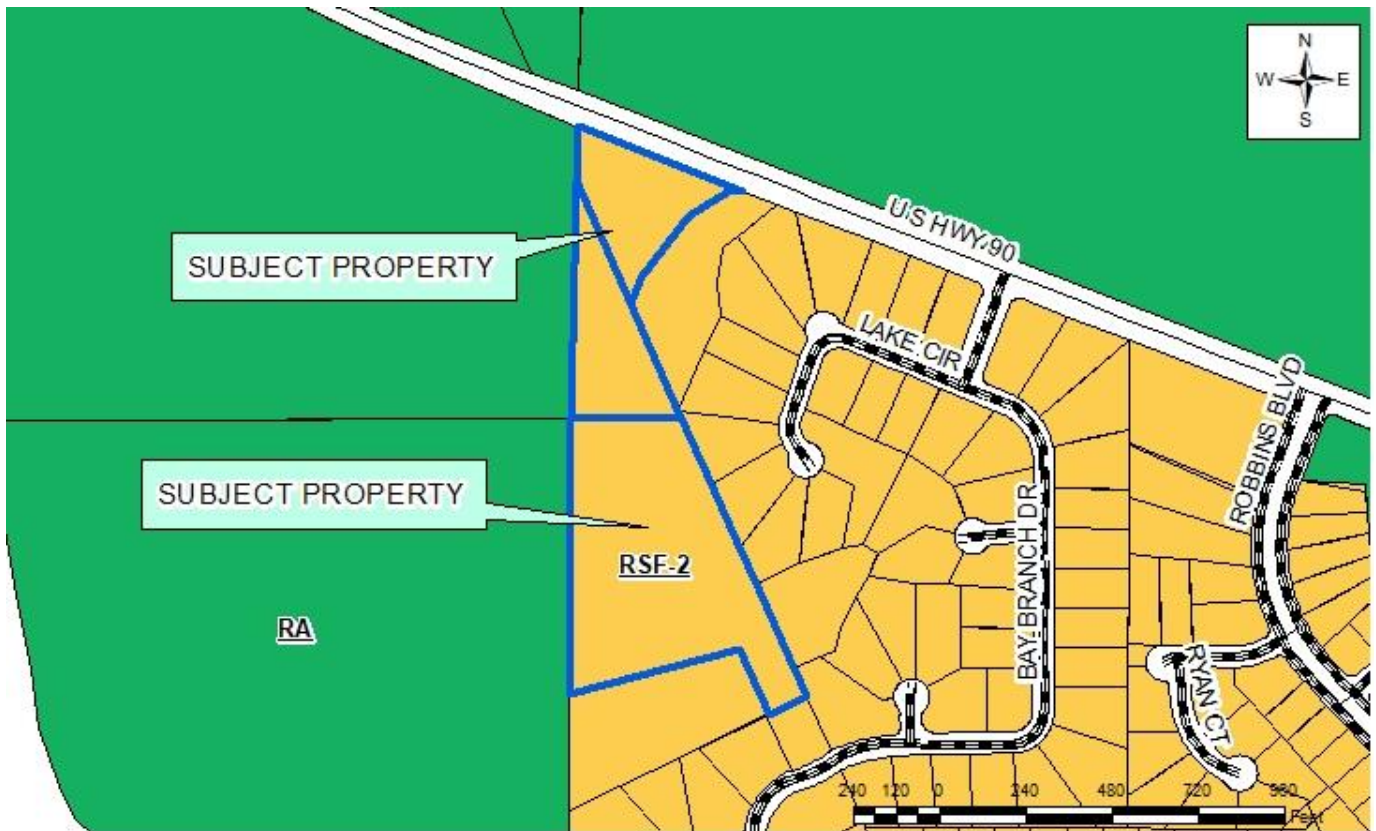 N
W E
S
SUBJECT PROPERTY
U S HWY 90
LAKE CIR
ROBBINS BLVD
SUBJECT PROPERTY
BAY BRANCH DR
RSF-2
RA
RYAN CT
240 120 0 240 480 720 960
Feet